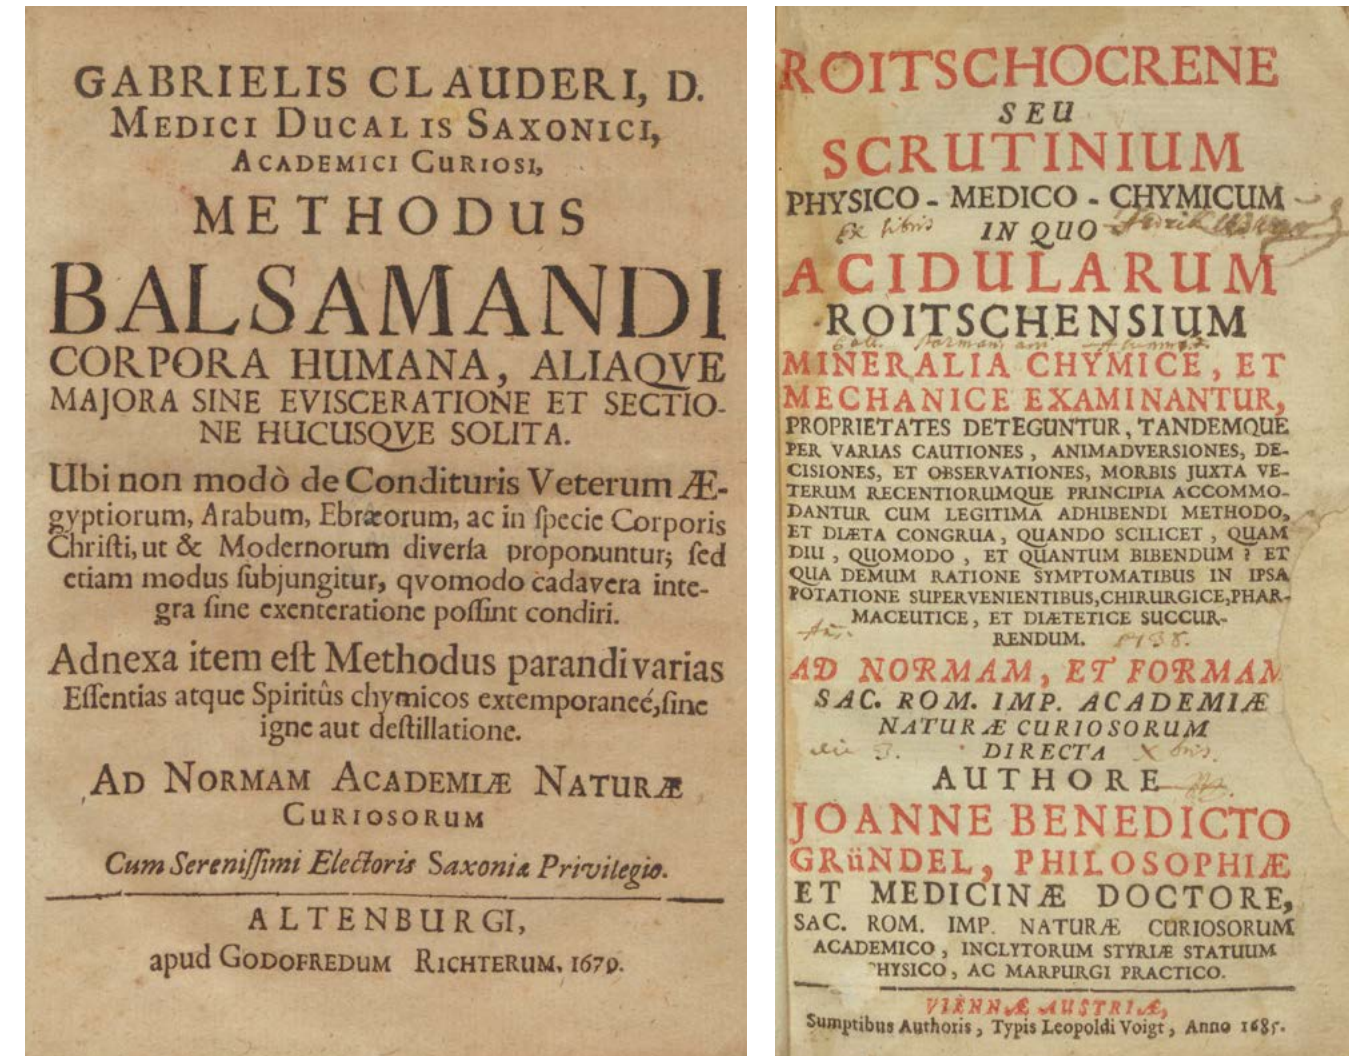 GABRIELIS CLAUDERI, D.
MEDICI DUCALIS SAXONICI,
ACADEMICI CURIOSI,
METHODUS
BALSAMANDI
CORPORA HUMANA, ALIAQVE
MAJORA SINE EVISCERATIONE ET SECTIO-
NE HUCUSQVE SOLITA.
Ubi non modò de Condituris Veterum Æ-
gyptiorum, Arabum, Ebræorum, ac in ſpecie Corporis
Chriſti, ut & Modernorum diverſa proponuntur; ſed
etiam modus ſubjungitur, qvomodo cadavera inte-
gra ſine exenteratione poſſint condiri.
Adnexa item eſt Methodus parandi varias
Eſſentias atque Spiritûs chymicos extemporaneé, ſine
igne aut deſtillatione.
AD NORMAM ACADEMIÆ NATURÆ
CURIOSORUM
Cum Sereniſſimi Electoris Saxoniæ Privilegio.
ALTENBURGI,
apud GODOFREDUM RICHTERUM, 1679.
ROITSCHOCRENE
SEU
SCRUTINIUM
PHYSICO - MEDICO - CHYMICUM
Ex libris
IN QUO
ACIDULARUM
ROITSCHENSIUM
MINERALIA CHYMICE, ET
MECHANICE EXAMINANTUR,
PROPRIETATES DETEGUNTUR, TANDEMQUE
PER VARIAS CAUTIONES, ANIMADVERSIONES, DE-
CISIONES, ET OBSERVATIONES, MORBIS JUXTA VE-
TERUM RECENTIORUMQUE PRINCIPIA ACCOMMO-
DANTUR CUM LEGITIMA ADHIBENDI METHODO,
ET DIÆTA CONGRUA, QUANDO SCILICET, QUAM
DIU, QUOMODO, ET QUANTUM BIBENDUM? ET
QUA DEMUM RATIONE SYMPTOMATIBUS IN IPSA
POTATIONE SUPERVENIENTIBUS, CHIRURGICE, PHAR-
MACEUTICE, ET DIÆTETICE SUCCUR-
RENDUM.
AD NORMAM, ET FORMAM
SAC. ROM. IMP. ACADEMIÆ
NATURÆ CURIOSORUM
DIRECTA
AUTHORE
JOANNE BENEDICTO
GRüNDEL, PHILOSOPHIÆ
ET MEDICINÆ DOCTORE,
SAC. ROM. IMP. NATURÆ CURIOSORUM
ACADEMICO, INCLYTORUM STYRIÆ STATUUM
PHYSICO, AC MARPURGI PRACTICO.
VIENNÆ AUSTRIÆ,
Sumptibus Authoris, Typis Leopoldi Voigt, Anno 1685.